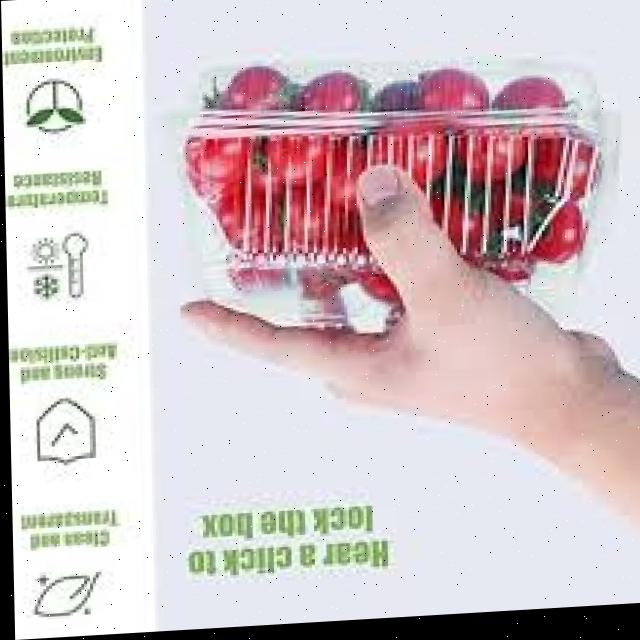 Hear a click to
lock the box
Clean and
Transparent
Strong and
Anti-Collision
Temperature
Resistance
Environment
Protection